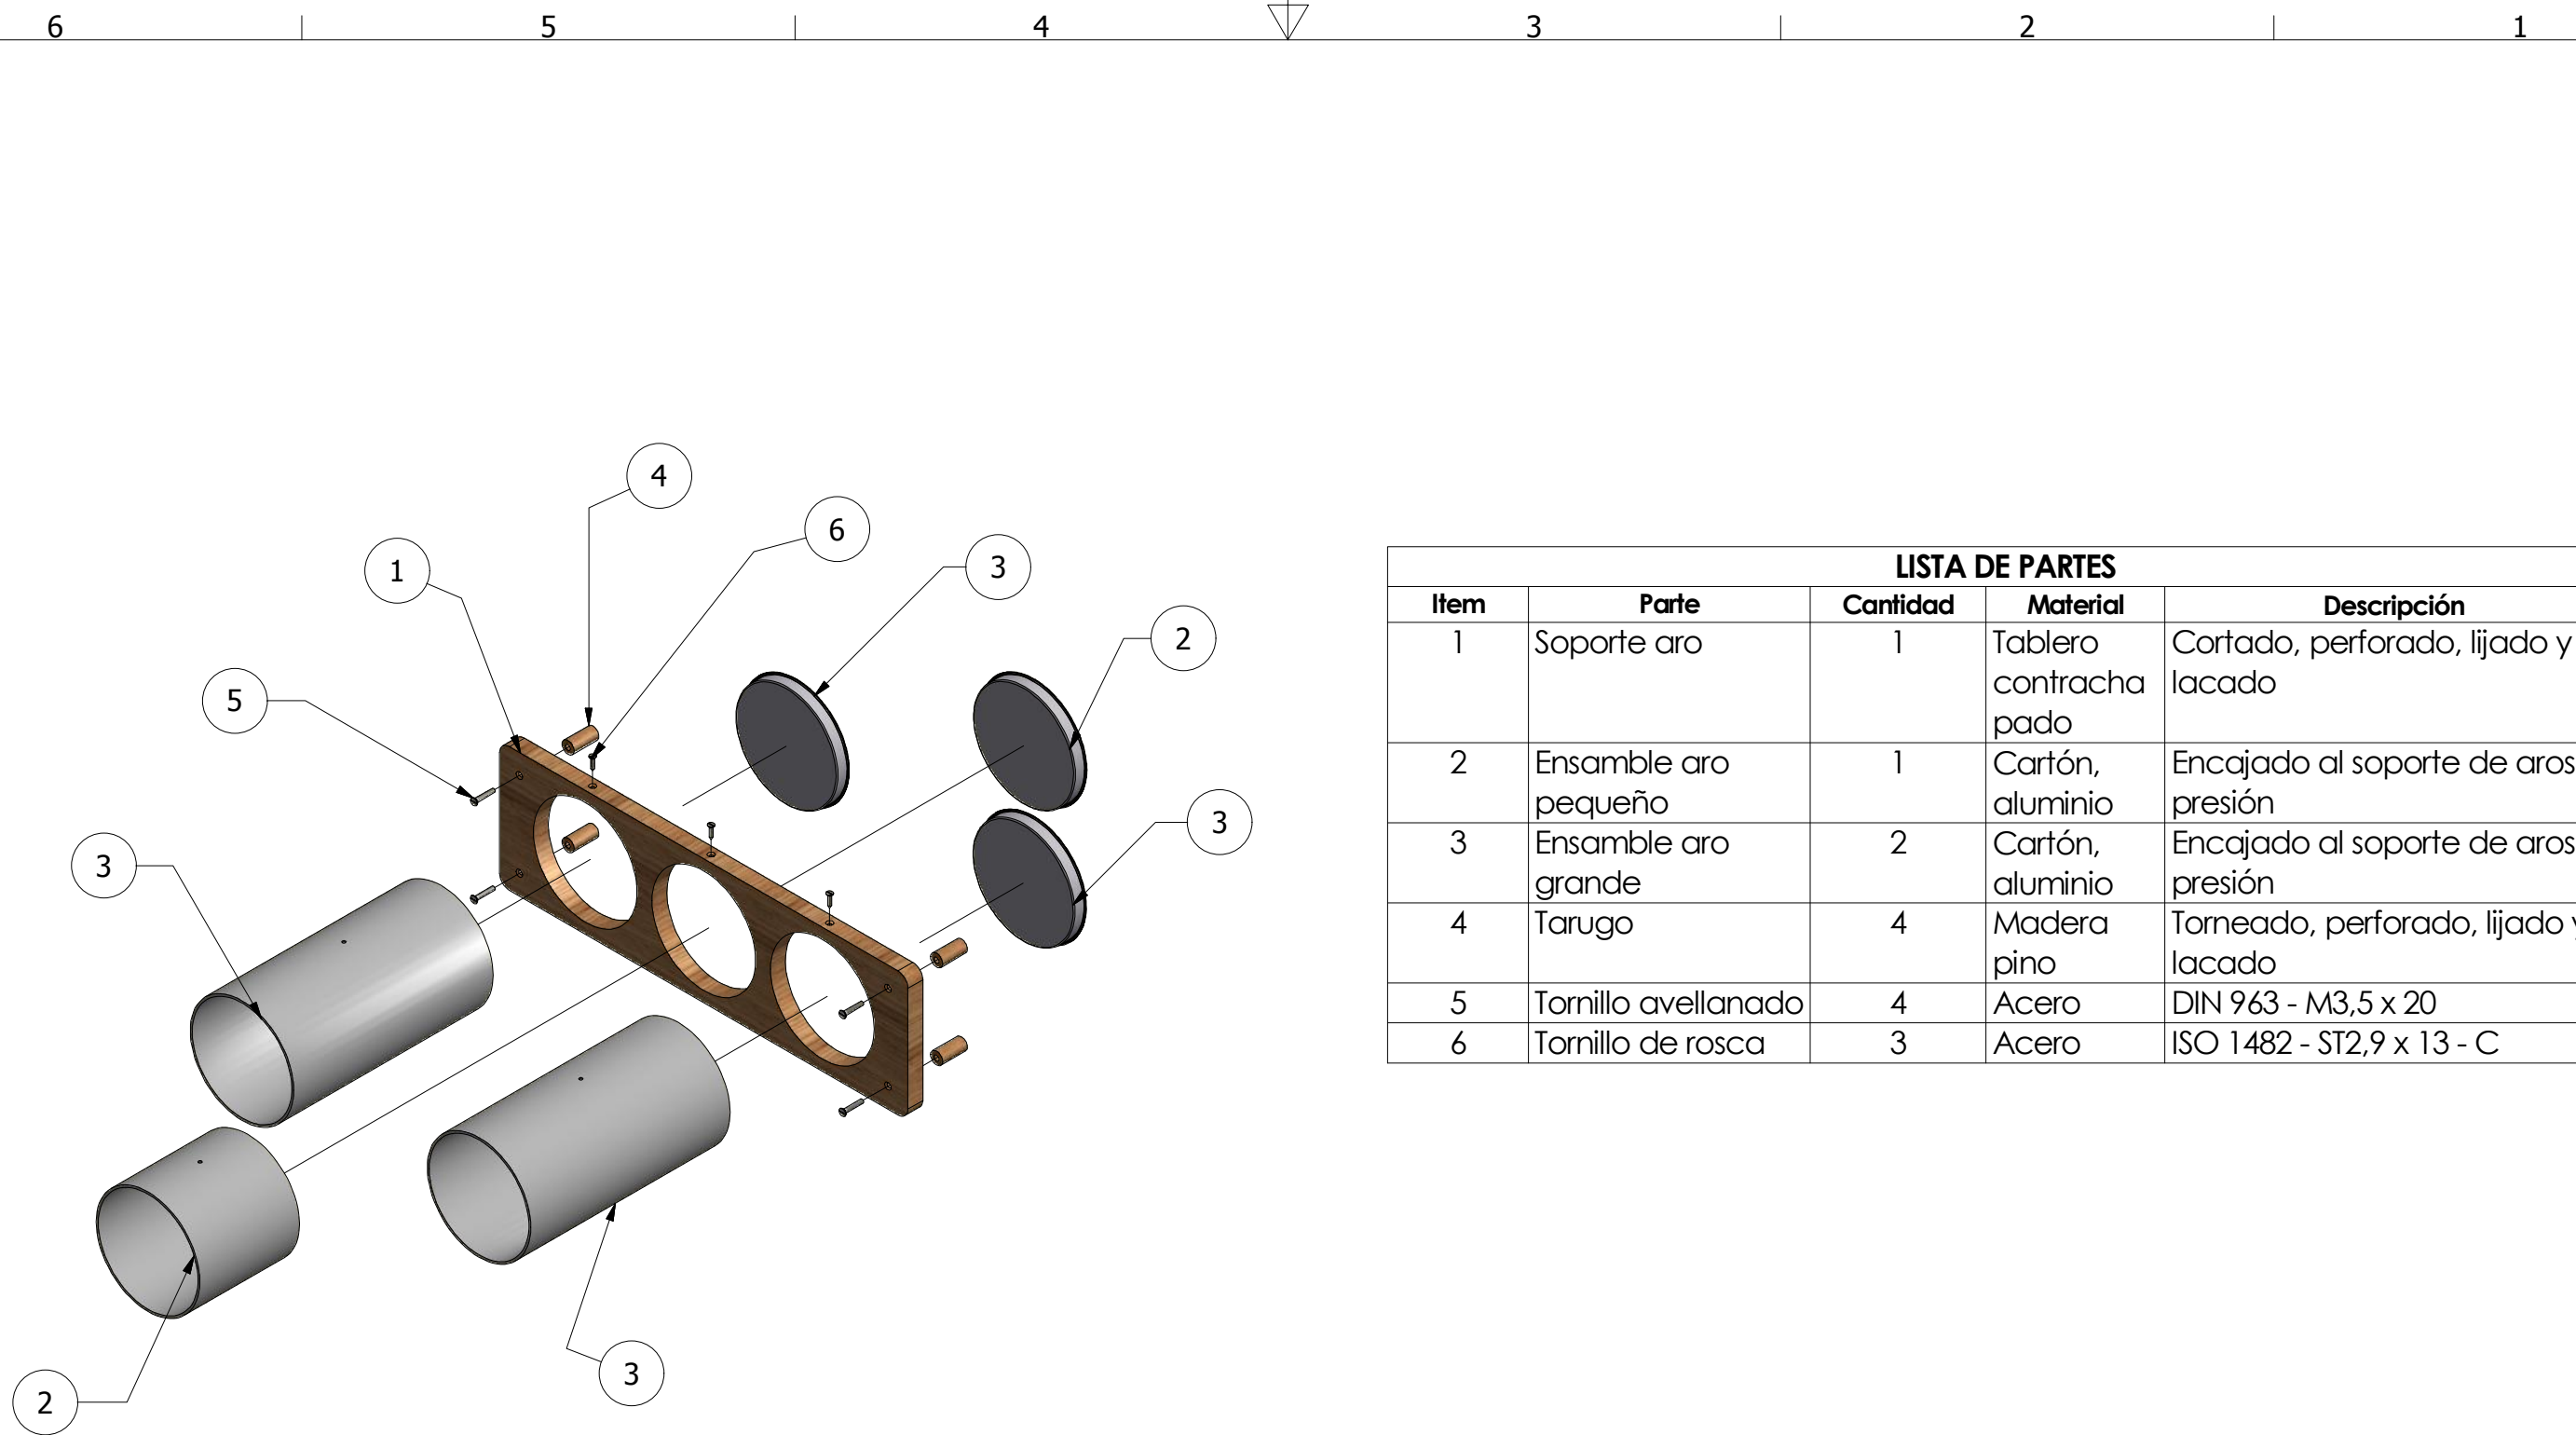 6 5 4 3 2 1
4
6
3
1
2
5
3
3
3
2
LISTA DE PARTES
Item Parte Cantidad Material Descripción
1 Soporte aro 1 Tablero Cortado, perforado, lijado y
contracha lacado
pado
2 Ensamble aro 1 Cartón, Encajado al soporte de aros
pequeño aluminio presión
3 Ensamble aro 2 Cartón, Encajado al soporte de aros
grande aluminio presión
4 Tarugo 4 Madera Torneado, perforado, lijado y
pino lacado
5 Tornillo avellanado 4 Acero DIN 963 - M3,5 x 20
6 Tornillo de rosca 3 Acero ISO 1482 - ST2,9 x 13 - C